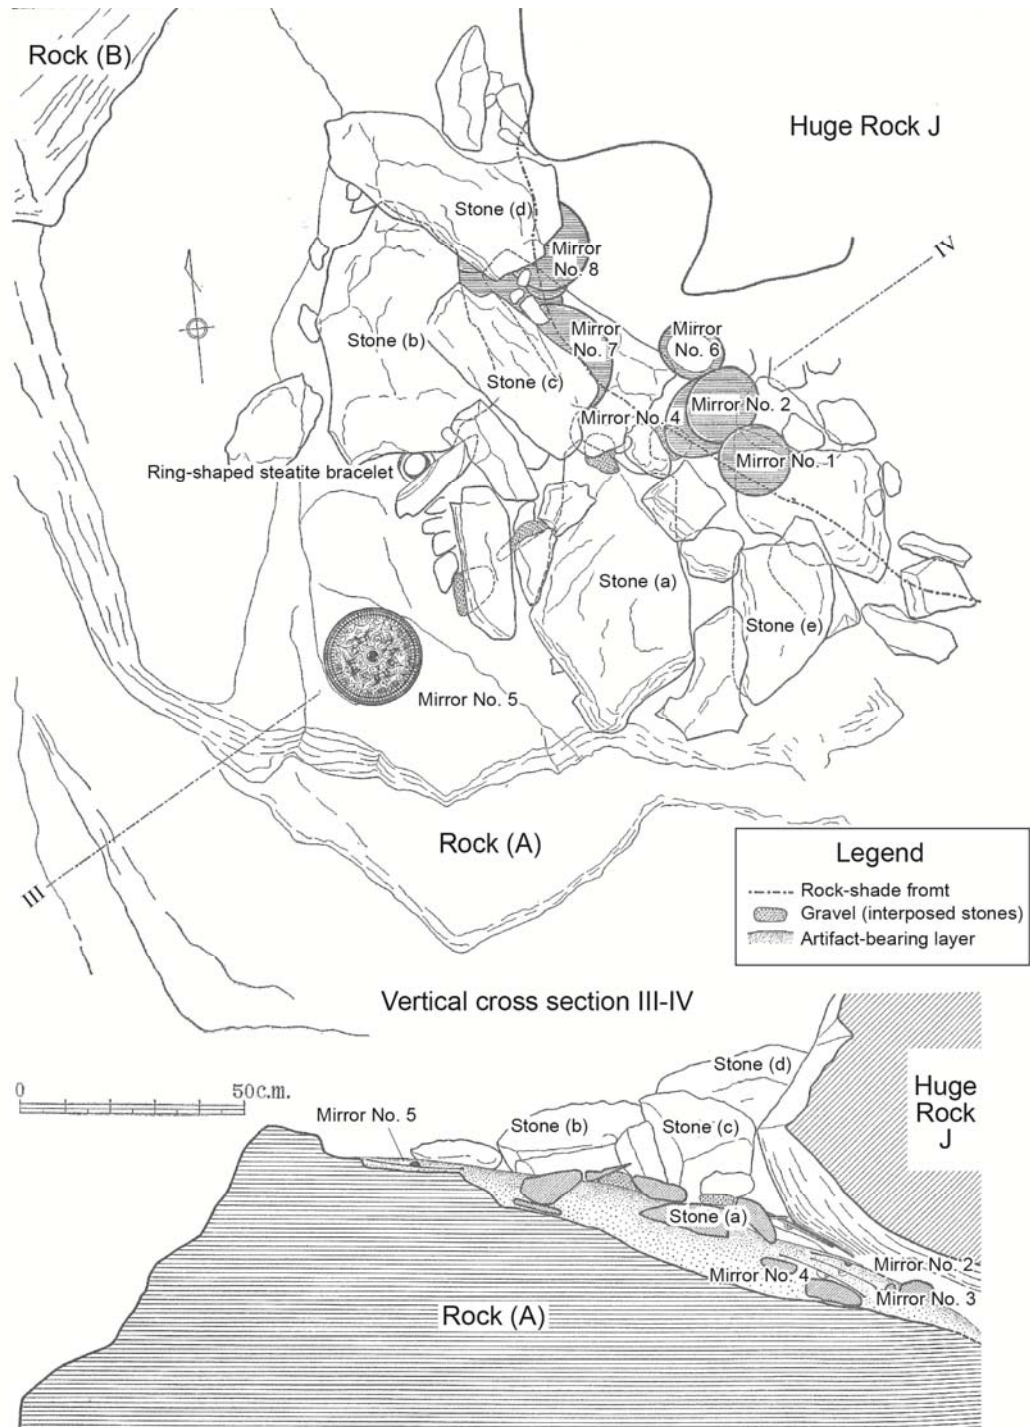 Rock (B)
Huge Rock J
Stone (d)
Mirror
No. 8
IV
Stone (b)
Mirror
No. 7
Mirror
No. 6
Stone (c)
Mirror No. 4
Mirror No. 2
Ring-shaped steatite bracelet
Mirror No. 1
Stone (a)
Stone (e)
Mirror No. 5
Rock (A)
III
Legend
Rock-shade fromt
Gravel (interposed stones)
Artifact-bearing layer
Vertical cross section III-IV
Stone (d)
0 50c.m.
Huge
Rock
J
Mirror No. 5
Stone (b)
Stone (c)
Stone (a)
Mirror No. 2
Mirror No. 4
Mirror No. 3
Rock (A)